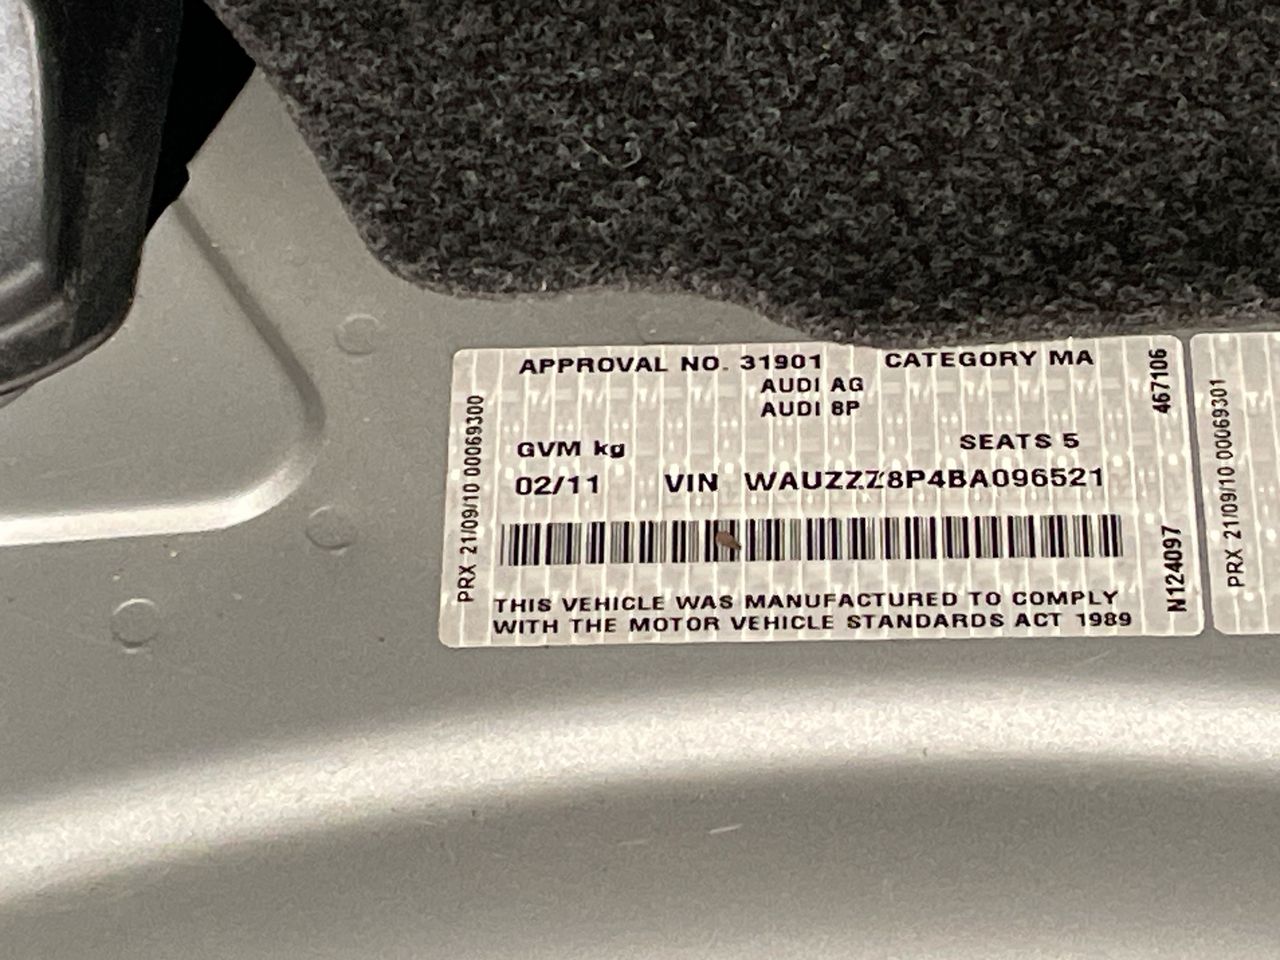 APPROVAL NO. 31901 CATEGORY MA
AUDI AG
AUDI 8P
GVM kg SEATS 5
02/11 VIN WAUZZZ8P4BA096521
THIS VEHICLE WAS MANUFACTURED TO COMPLY
WITH THE MOTOR VEHICLE STANDARDS ACT 1989
PRX 21/09/10 00069300
467106
N124097
PRX 21/09/10 00069301